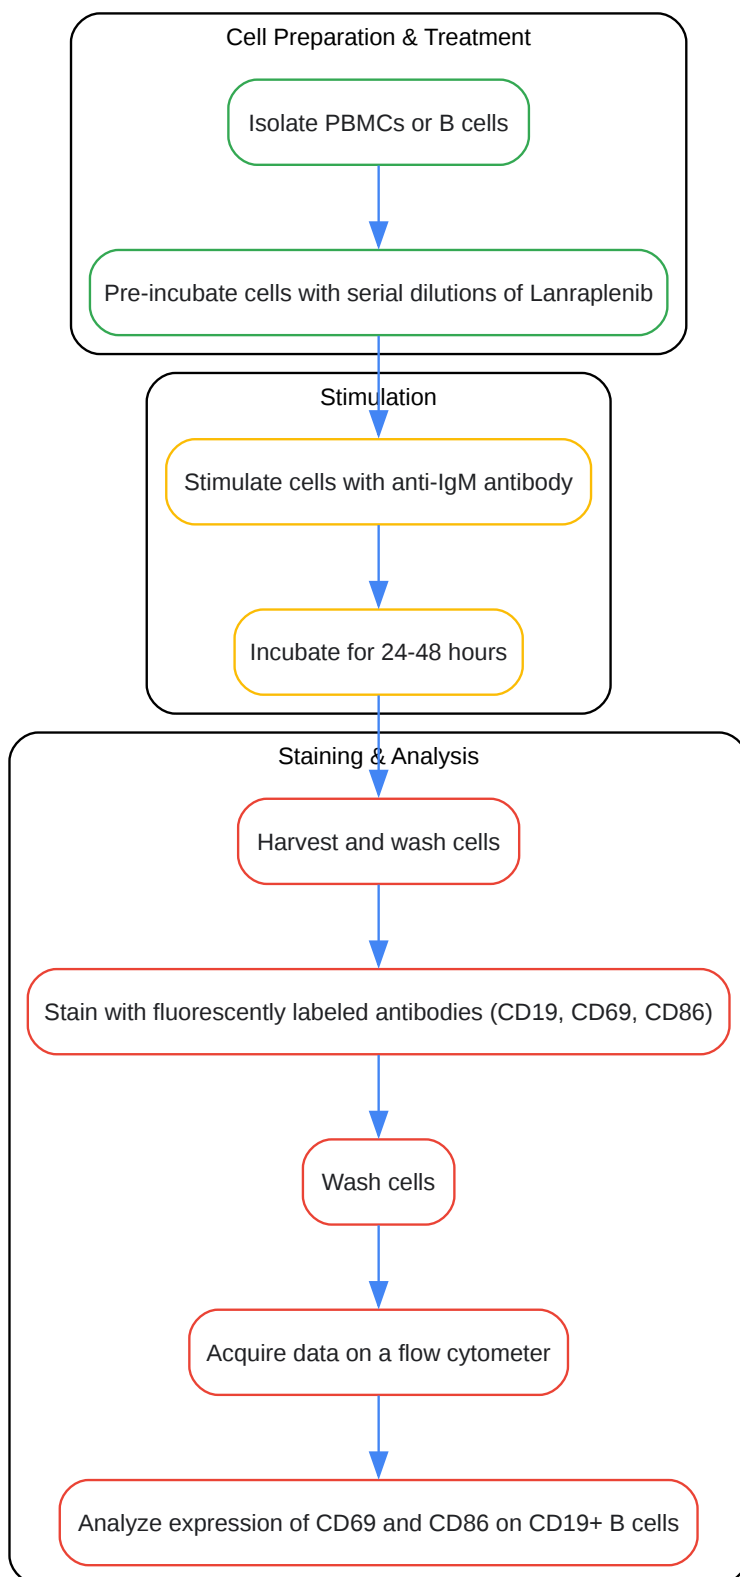 Cell Preparation & Treatment
Isolate PBMCs or B cells
Pre-incubate cells with serial dilutions of Lanraplenib
Stimulation
Stimulate cells with anti-IgM antibody
Incubate for 24-48 hours
Staining & Analysis
Harvest and wash cells
Stain with fluorescently labeled antibodies (CD19, CD69, CD86)
Wash cells
Acquire data on a flow cytometer
Analyze expression of CD69 and CD86 on CD19+ B cells